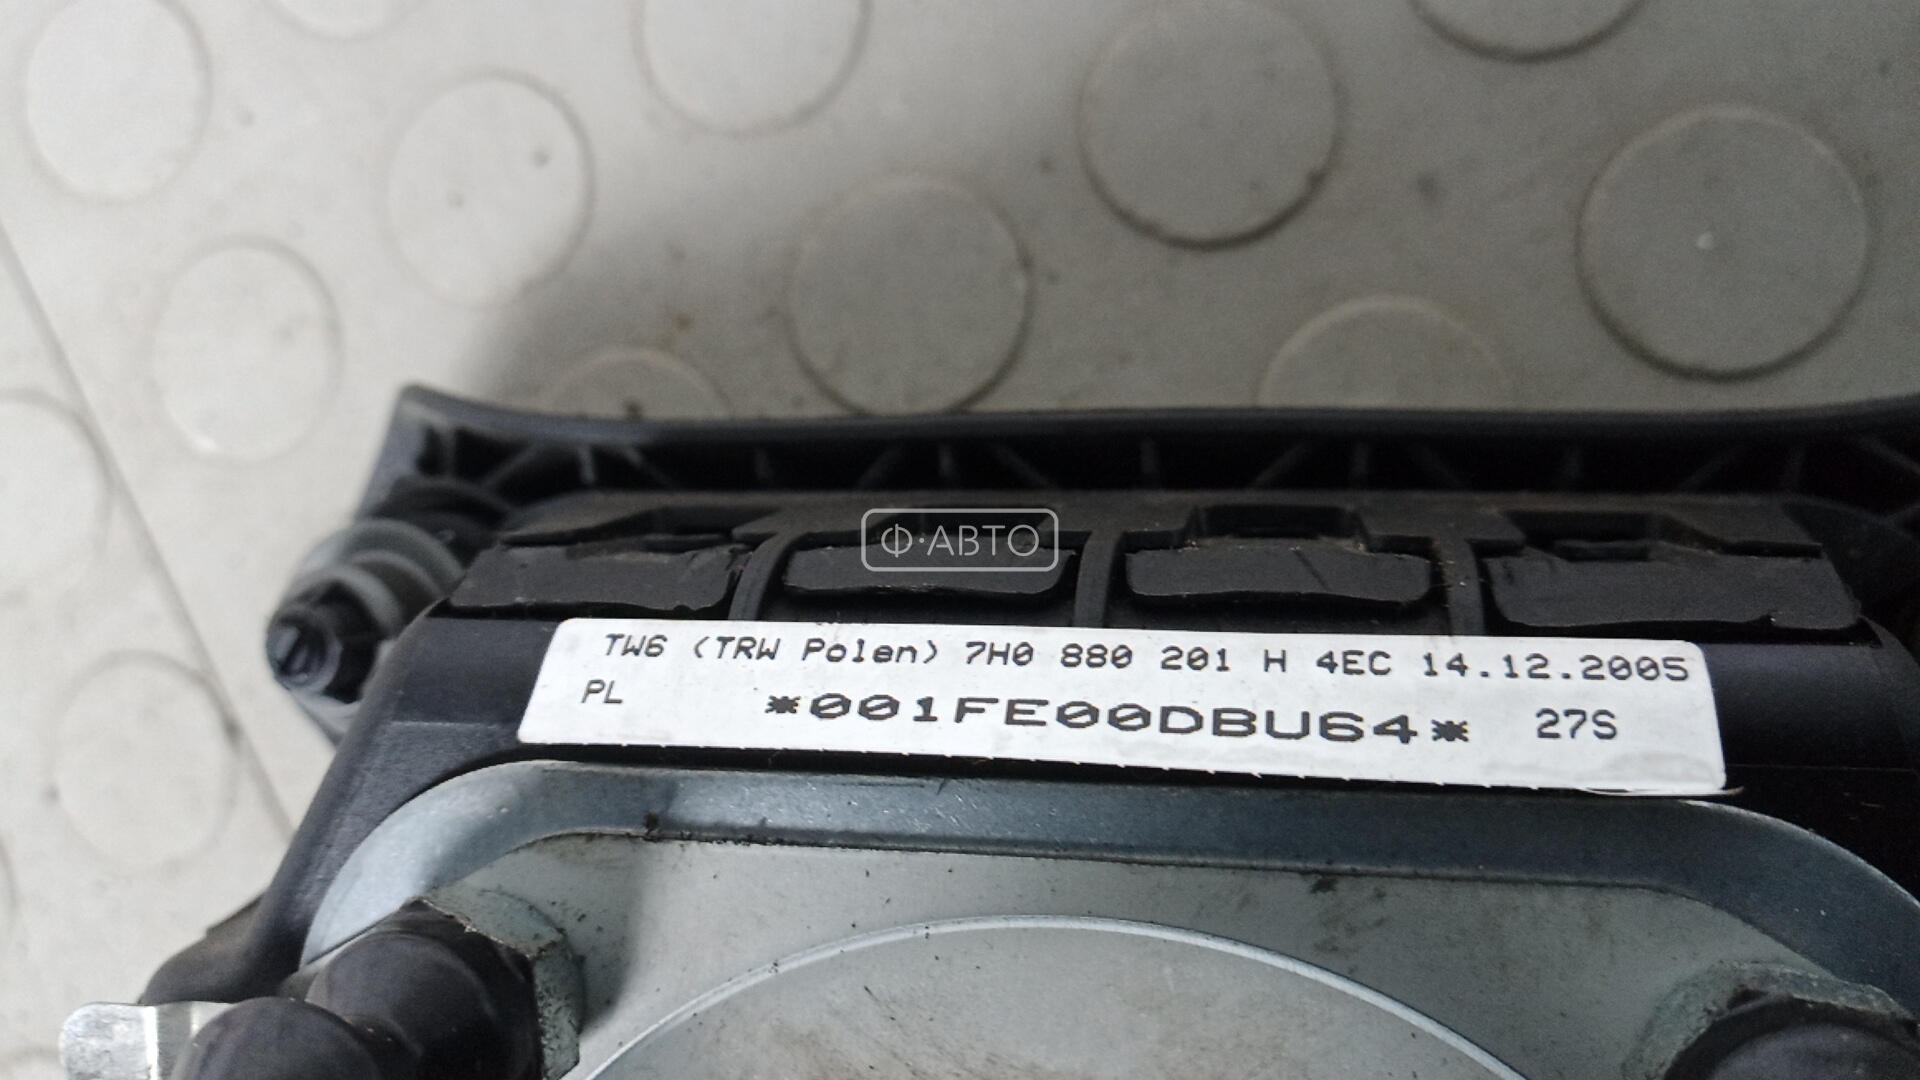 Ф·АВТО
TW6 (TRW Polen) 7H0 880 201 H 4EC 14.12.2005
PL *001FE00DBU64* 27S